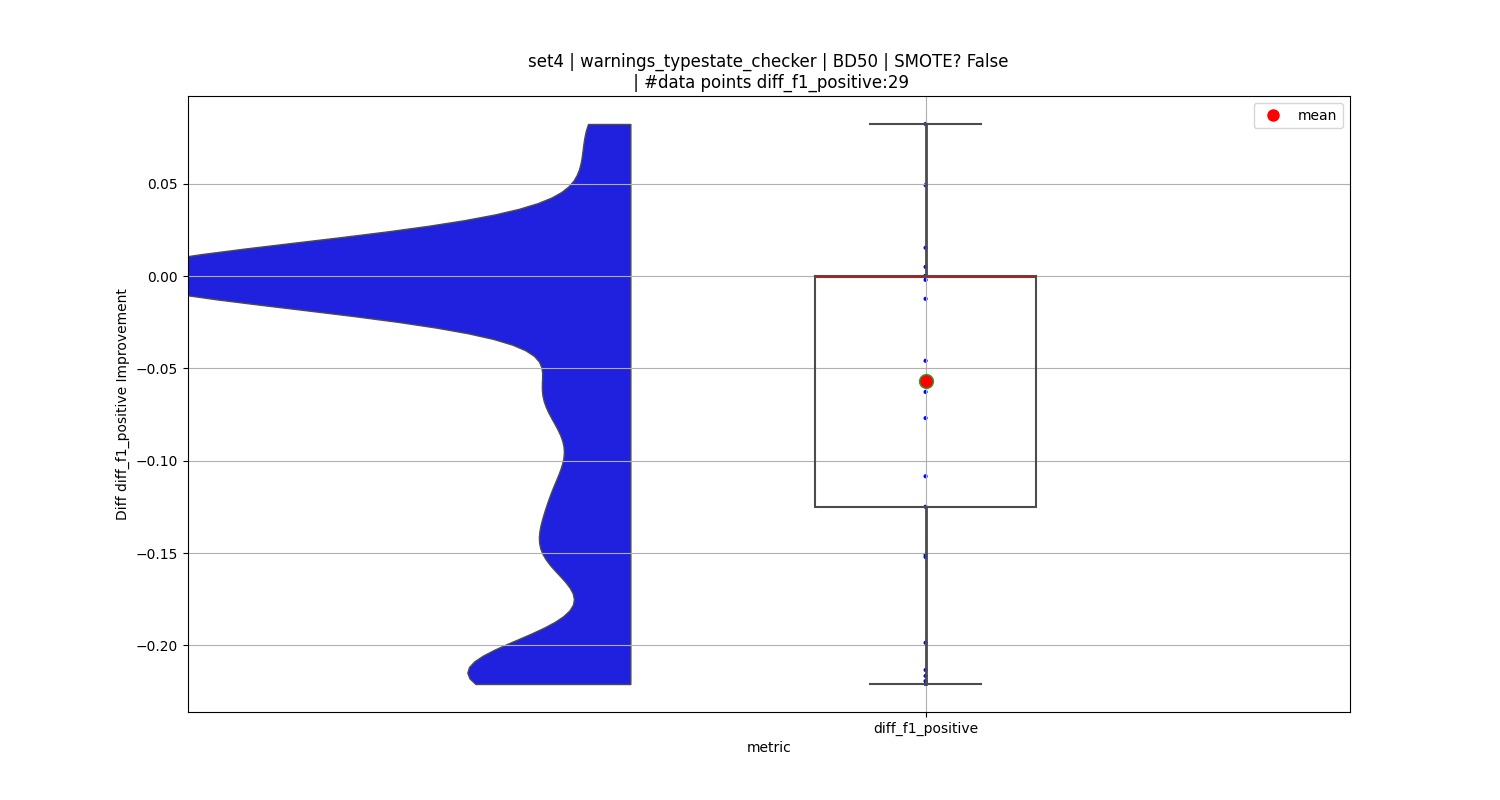 set4 | warnings_typestate_checker | BD50 | SMOTE? False
| #data points diff_f1_positive:29
mean
0.05
0.00
−0.05
−0.10
−0.15
−0.20
Diff diff_f1_positive Improvement
diff_f1_positive
metric